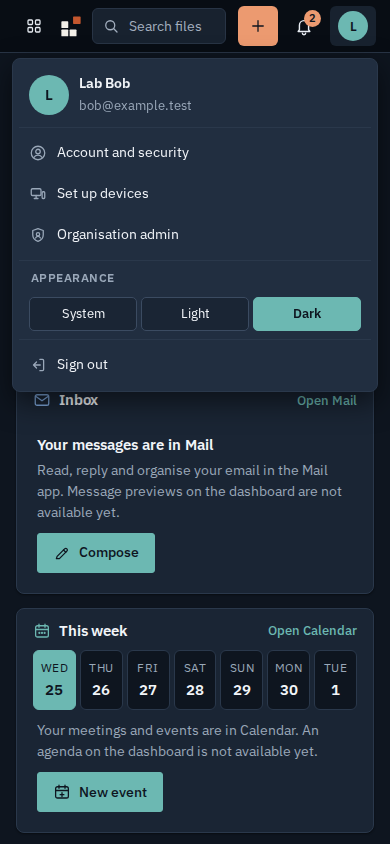 Search files
2
L
L
Lab Bob
bob@example.test
Account and security
Set up devices
Organisation admin
APPEARANCE
System
Light
Dark
Sign out
Inbox
Open Mail
Your messages are in Mail
Read, reply and organise your email in the Mail
app. Message previews on the dashboard are not
available yet.
Compose
This week
Open Calendar
WED
THU
FRI
SAT
SUN
MON
TUE
25
26
27
28
29
30
1
Your meetings and events are in Calendar. An
agenda on the dashboard is not available yet.
New event